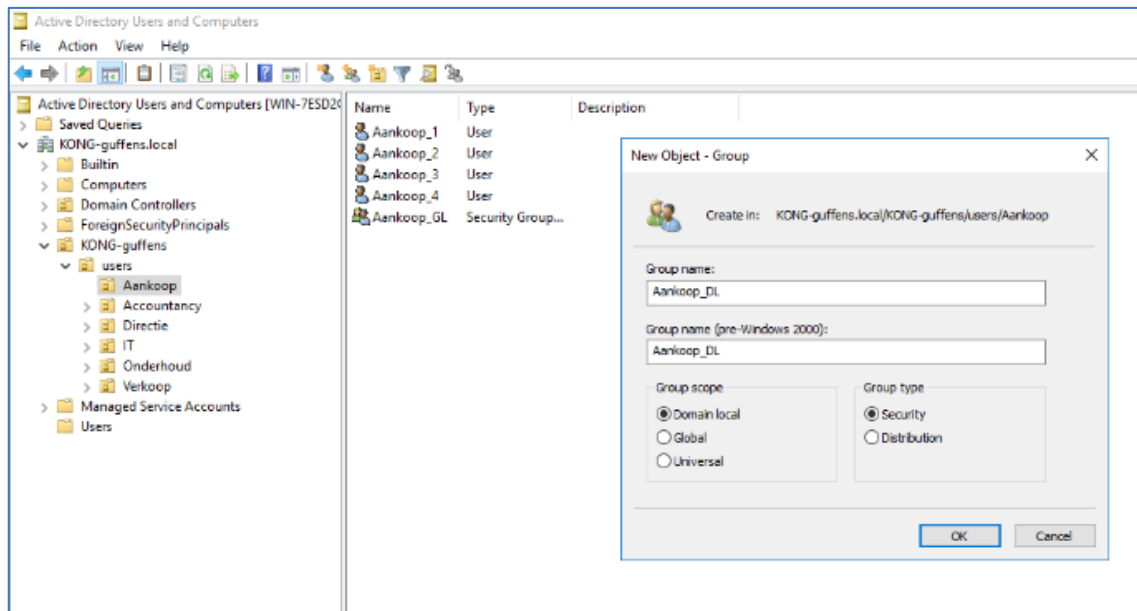 Active Directory Users and Computers
File Action View Help
Active Directory Users and Computers [WIN-7ESD2
Saved Queries
KONG-guffens.local
Builtin
Computers
Domain Controllers
ForeignSecurityPrincipals
KONG-guffens
users
Aankoop
Accountancy
Directie
IT
Onderhoud
Verkoop
Managed Service Accounts
Users
Name Type Description
Aankoop_1 User
Aankoop_2 User
Aankoop_3 User
Aankoop_4 User
Aankoop_GL Security Group...
New Object - Group
Create in: KONG-guffens.local/KONG-guffens/users/Aankoop
Group name:
Aankoop_DL
Group name (pre-Windows 2000):
Aankoop_DL
Group scope
Domain local
Global
Universal
Group type
Security
Distribution
OK Cancel